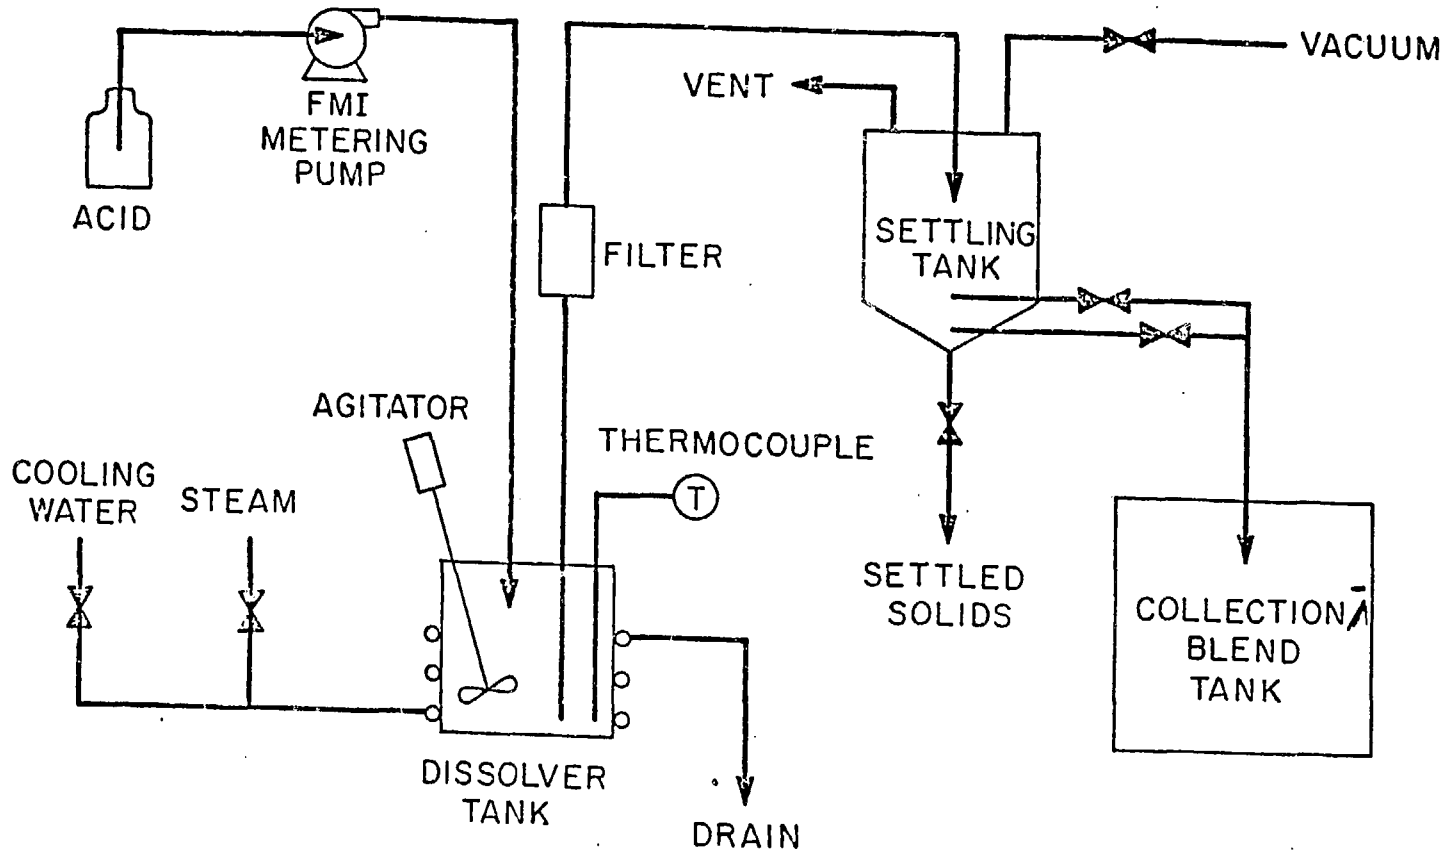 VACUUM
VENT
FMI
METERING
PUMP
ACID
FILTER
SETTLING
TANK
AGITATOR
THERMOCOUPLE
T
COOLING
WATER
STEAM
SETTLED
SOLIDS
COLLECTION
BLEND
TANK
DISSOLVER
TANK
DRAIN